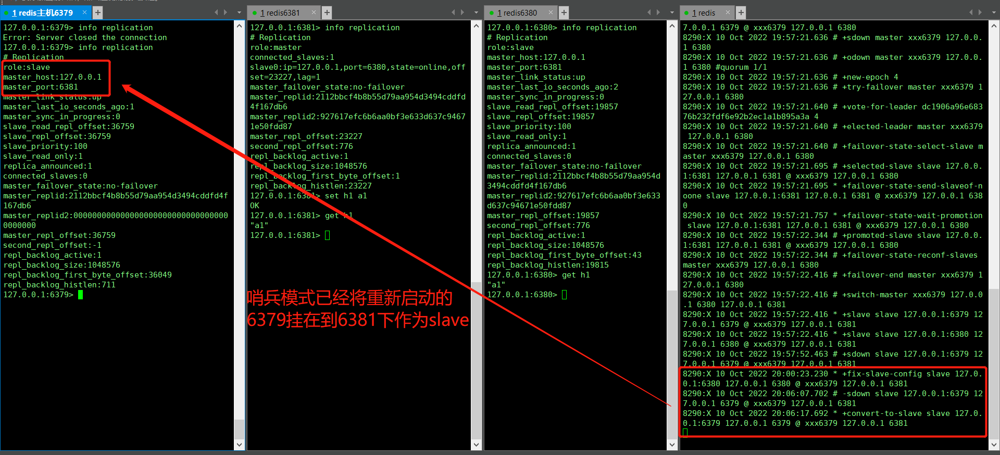 1 redis主机6379
127.0.0.1:6379> info replication
Error: Server closed the connection
127.0.0.1:6379> info replication
# Replication
role:slave
master_host:127.0.0.1
master_port:6381
master_link_status:up
master_last_io_seconds_ago:1
master_sync_in_progress:0
slave_read_repl_offset:36759
slave_repl_offset:36759
slave_priority:100
slave_read_only:1
replica_announced:1
connected_slaves:0
master_failover_state:no-failover
master_replid:2112bbcf4b8b55d79aa954d3494cddfd4f
167db6
master_replid2:000000000000000000000000000000000
0000000
master_repl_offset:36759
second_repl_offset:-1
repl_backlog_active:1
repl_backlog_size:1048576
repl_backlog_first_byte_offset:36049
repl_backlog_histlen:711
127.0.0.1:6379>
1 redis6381
127.0.0.1:6381> info replication
# Replication
role:master
connected_slaves:1
slave0:ip=127.0.0.1,port=6380,state=online,off
set=23227,lag=1
master_failover_state:no-failover
master_replid:2112bbcf4b8b55d79aa954d3494cddfd
4f167db6
master_replid2:927617efc6b6aa0bf3e633d637c9467
1e50fdd87
master_repl_offset:23227
second_repl_offset:776
repl_backlog_active:1
repl_backlog_size:1048576
repl_backlog_first_byte_offset:1
repl_backlog_histlen:23227
127.0.0.1:6381> set h1 a1
OK
127.0.0.1:6381> get h1
"a1"
127.0.0.1:6381>
哨兵模式已经将重新启动的
6379挂在到6381下作为slave
1 redis6380
127.0.0.1:6380> info replication
# Replication
role:slave
master_host:127.0.0.1
master_port:6381
master_link_status:up
master_last_io_seconds_ago:2
master_sync_in_progress:0
slave_read_repl_offset:19857
slave_repl_offset:19857
slave_priority:100
slave_read_only:1
replica_announced:1
connected_slaves:0
master_failover_state:no-failover
master_replid:2112bbcf4b8b55d79aa954d
3494cddfd4f167db6
master_replid2:927617efc6b6aa0bf3e633
d637c94671e50fdd87
master_repl_offset:19857
second_repl_offset:776
repl_backlog_active:1
repl_backlog_size:1048576
repl_backlog_first_byte_offset:43
repl_backlog_histlen:19815
127.0.0.1:6380> get h1
"a1"
127.0.0.1:6380>
1 redis
7.0.0.1 6379 @ xxx6379 127.0.0.1 6380
8290:X 10 Oct 2022 19:57:21.636 # +sdown master xxx6379 127.0.0.
1 6380
8290:X 10 Oct 2022 19:57:21.636 # +odown master xxx6379 127.0.0.
1 6380 #quorum 1/1
8290:X 10 Oct 2022 19:57:21.636 # +new-epoch 4
8290:X 10 Oct 2022 19:57:21.636 # +try-failover master xxx6379 1
27.0.0.1 6380
8290:X 10 Oct 2022 19:57:21.640 # +vote-for-leader dc1906a96e683
76b232fdf6e92b2ec1a1b895a3a 4
8290:X 10 Oct 2022 19:57:21.640 # +elected-leader master xxx6379
 127.0.0.1 6380
8290:X 10 Oct 2022 19:57:21.640 # +failover-state-select-slave m
aster xxx6379 127.0.0.1 6380
8290:X 10 Oct 2022 19:57:21.695 # +selected-slave slave 127.0.0.
1:6381 127.0.0.1 6381 @ xxx6379 127.0.0.1 6380
8290:X 10 Oct 2022 19:57:21.695 * +failover-state-send-slaveof-n
oone slave 127.0.0.1:6381 127.0.0.1 6381 @ xxx6379 127.0.0.1 638
0
8290:X 10 Oct 2022 19:57:21.757 * +failover-state-wait-promotion
 slave 127.0.0.1:6381 127.0.0.1 6381 @ xxx6379 127.0.0.1 6380
8290:X 10 Oct 2022 19:57:22.344 # +promoted-slave slave 127.0.0.
1:6381 127.0.0.1 6381 @ xxx6379 127.0.0.1 6380
8290:X 10 Oct 2022 19:57:22.344 # +failover-state-reconf-slaves
master xxx6379 127.0.0.1 6380
8290:X 10 Oct 2022 19:57:22.416 # +failover-end master xxx6379 1
27.0.0.1 6380
8290:X 10 Oct 2022 19:57:22.416 # +switch-master xxx6379 127.0.0
.1 6380 127.0.0.1 6381
8290:X 10 Oct 2022 19:57:22.416 * +slave slave 127.0.0.1:6379 12
7.0.0.1 6379 @ xxx6379 127.0.0.1 6381
8290:X 10 Oct 2022 19:57:22.416 * +slave slave 127.0.0.1:6380 12
7.0.0.1 6380 @ xxx6379 127.0.0.1 6381
8290:X 10 Oct 2022 19:57:52.463 # +sdown slave 127.0.0.1:6379 12
7.0.0.1 6379 @ xxx6379 127.0.0.1 6381
8290:X 10 Oct 2022 20:00:23.230 * +fix-slave-config slave 127.0.
0.1:6380 127.0.0.1 6380 @ xxx6379 127.0.0.1 6381
8290:X 10 Oct 2022 20:06:07.702 # -sdown slave 127.0.0.1:6379 12
7.0.0.1 6379 @ xxx6379 127.0.0.1 6381
8290:X 10 Oct 2022 20:06:17.692 * +convert-to-slave slave 127.0.
0.1:6379 127.0.0.1 6379 @ xxx6379 127.0.0.1 6381